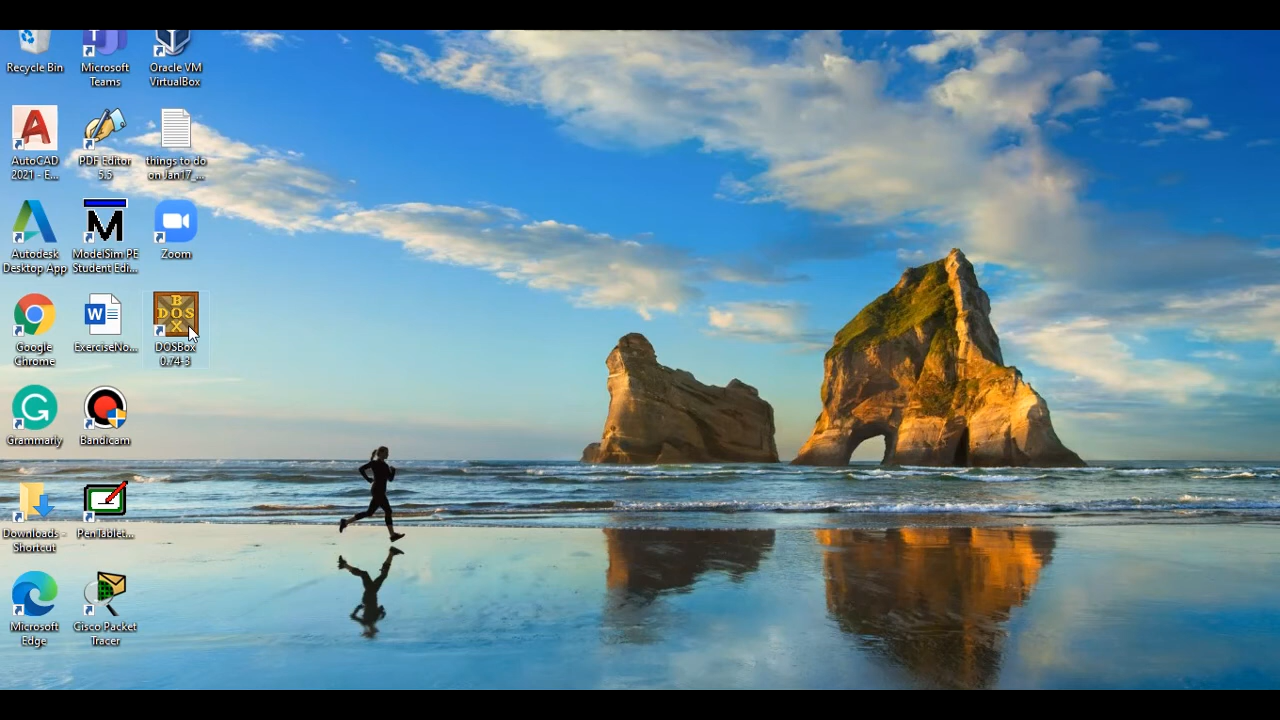 Recycle Bin
Microsoft
Teams
Oracle VM
VirtualBox
AutoCAD
2021 - E...
PDF Editor
5.5
things to do
on Jan17_...
Autodesk
Desktop App
M
ModelSim PE
Student Edi...
Zoom
Google
Chrome
W
ExerciseNo...
B
DOS
X
DOSBox
0.74-3
Grammarly
Bandicam
Downloads -
Shortcut
PenTablet...
Microsoft
Edge
Cisco Packet
Tracer